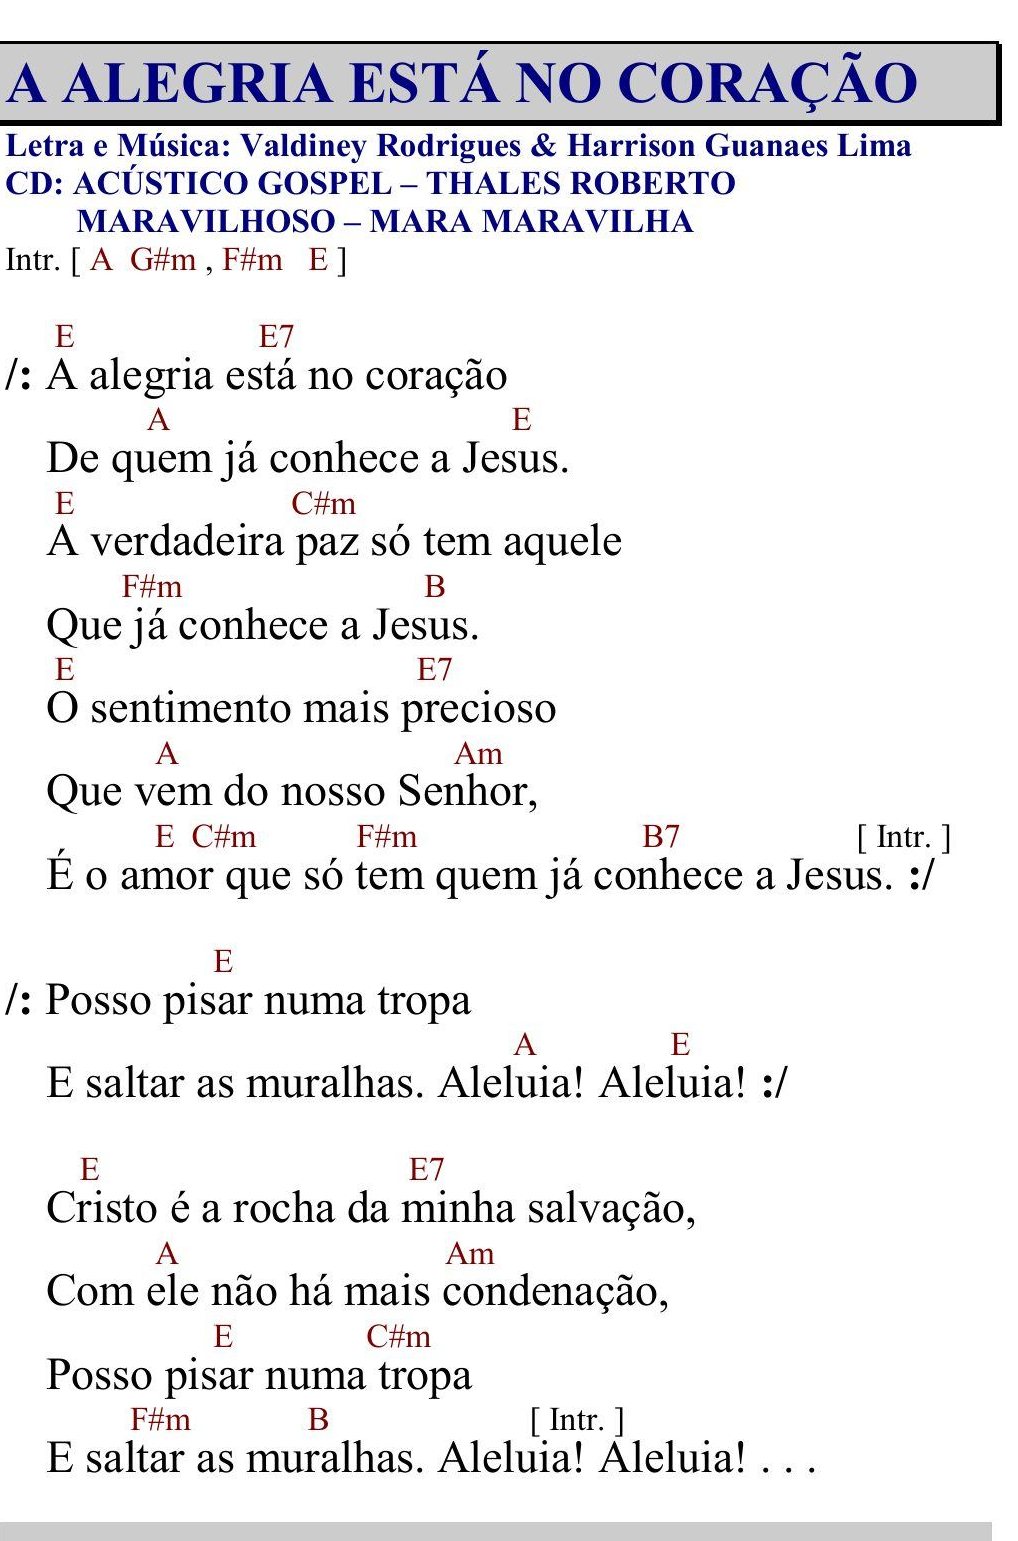 A ALEGRIA ESTÁ NO CORAÇÃO
Letra e Música: Valdiney Rodrigues & Harrison Guanaes Lima
CD: ACÚSTICO GOSPEL – THALES ROBERTO
MARAVILHOSO – MARA MARAVILHA
Intr. [ A G#m , F#m E ]
E E7
/: A alegria está no coração
A E
De quem já conhece a Jesus.
E C#m
A verdadeira paz só tem aquele
F#m B
Que já conhece a Jesus.
E E7
O sentimento mais precioso
A Am
Que vem do nosso Senhor,
E C#m F#m B7 [ Intr. ]
É o amor que só tem quem já conhece a Jesus. :/
E
/: Posso pisar numa tropa
A E
E saltar as muralhas. Aleluia! Aleluia! :/
E E7
Cristo é a rocha da minha salvação,
A Am
Com ele não há mais condenação,
E C#m
Posso pisar numa tropa
F#m B [ Intr. ]
E saltar as muralhas. Aleluia! Aleluia! . . .